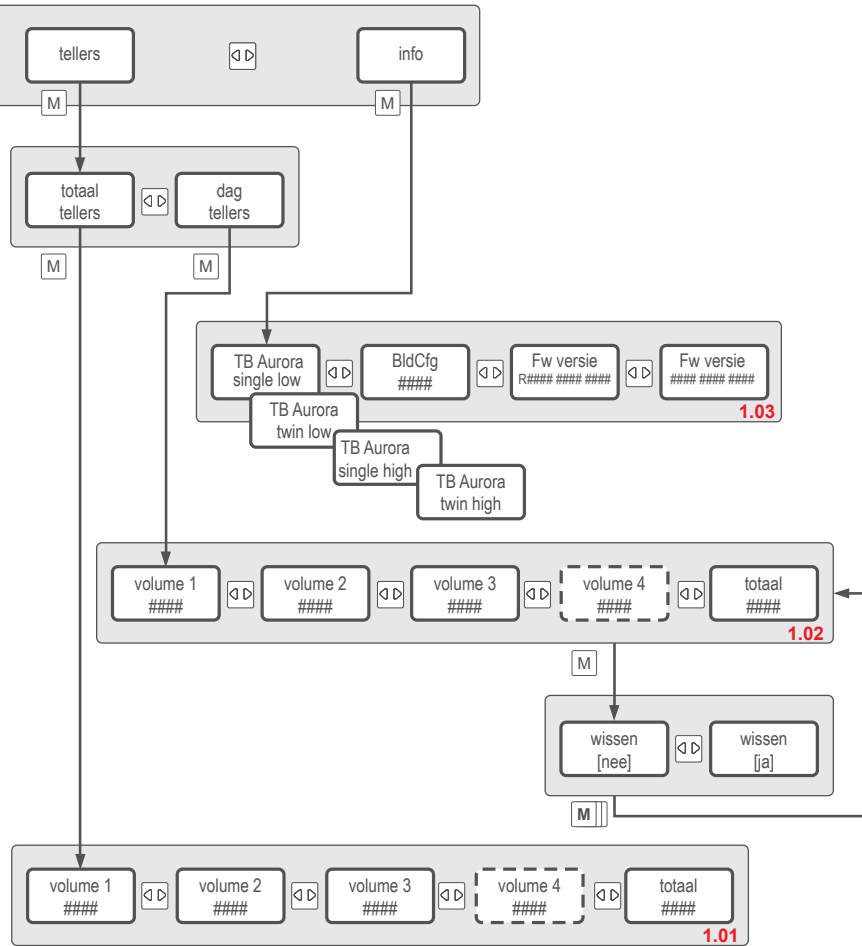 tellers
info
M
M
totaal
tellers
dag
tellers
M
M
TB Aurora
single low
BldCfg
####
Fw versie
R#### #### ####
Fw versie
#### #### ####
1.03
TB Aurora
twin low
TB Aurora
single high
TB Aurora
twin high
volume 1
####
volume 2
####
volume 3
####
volume 4
####
totaal
####
1.02
M
wissen
[nee]
wissen
[ja]
M
volume 1
####
volume 2
####
volume 3
####
volume 4
####
totaal
####
1.01